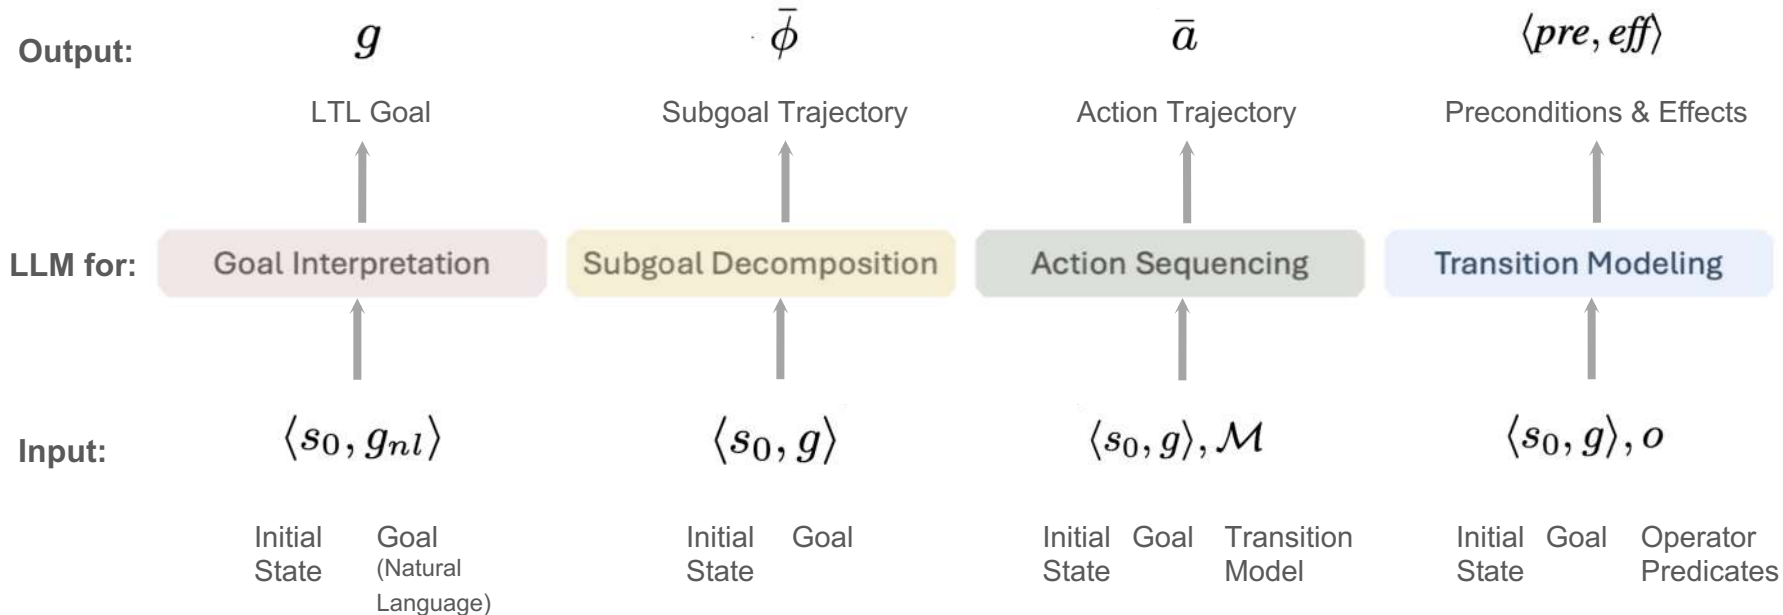 Output: g ϕ̄ ā ⟨pre, eff⟩
LTL Goal Subgoal Trajectory Action Trajectory Preconditions & Effects
LLM for: Goal Interpretation Subgoal Decomposition Action Sequencing Transition Modeling
Input: ⟨s₀, gₙₗ⟩ ⟨s₀, g⟩ ⟨s₀, g⟩, ℳ ⟨s₀, g⟩, o
Initial Goal Initial Goal Initial Goal Transition Initial Goal Operator
State (Natural State State Model State Predicates
Language)